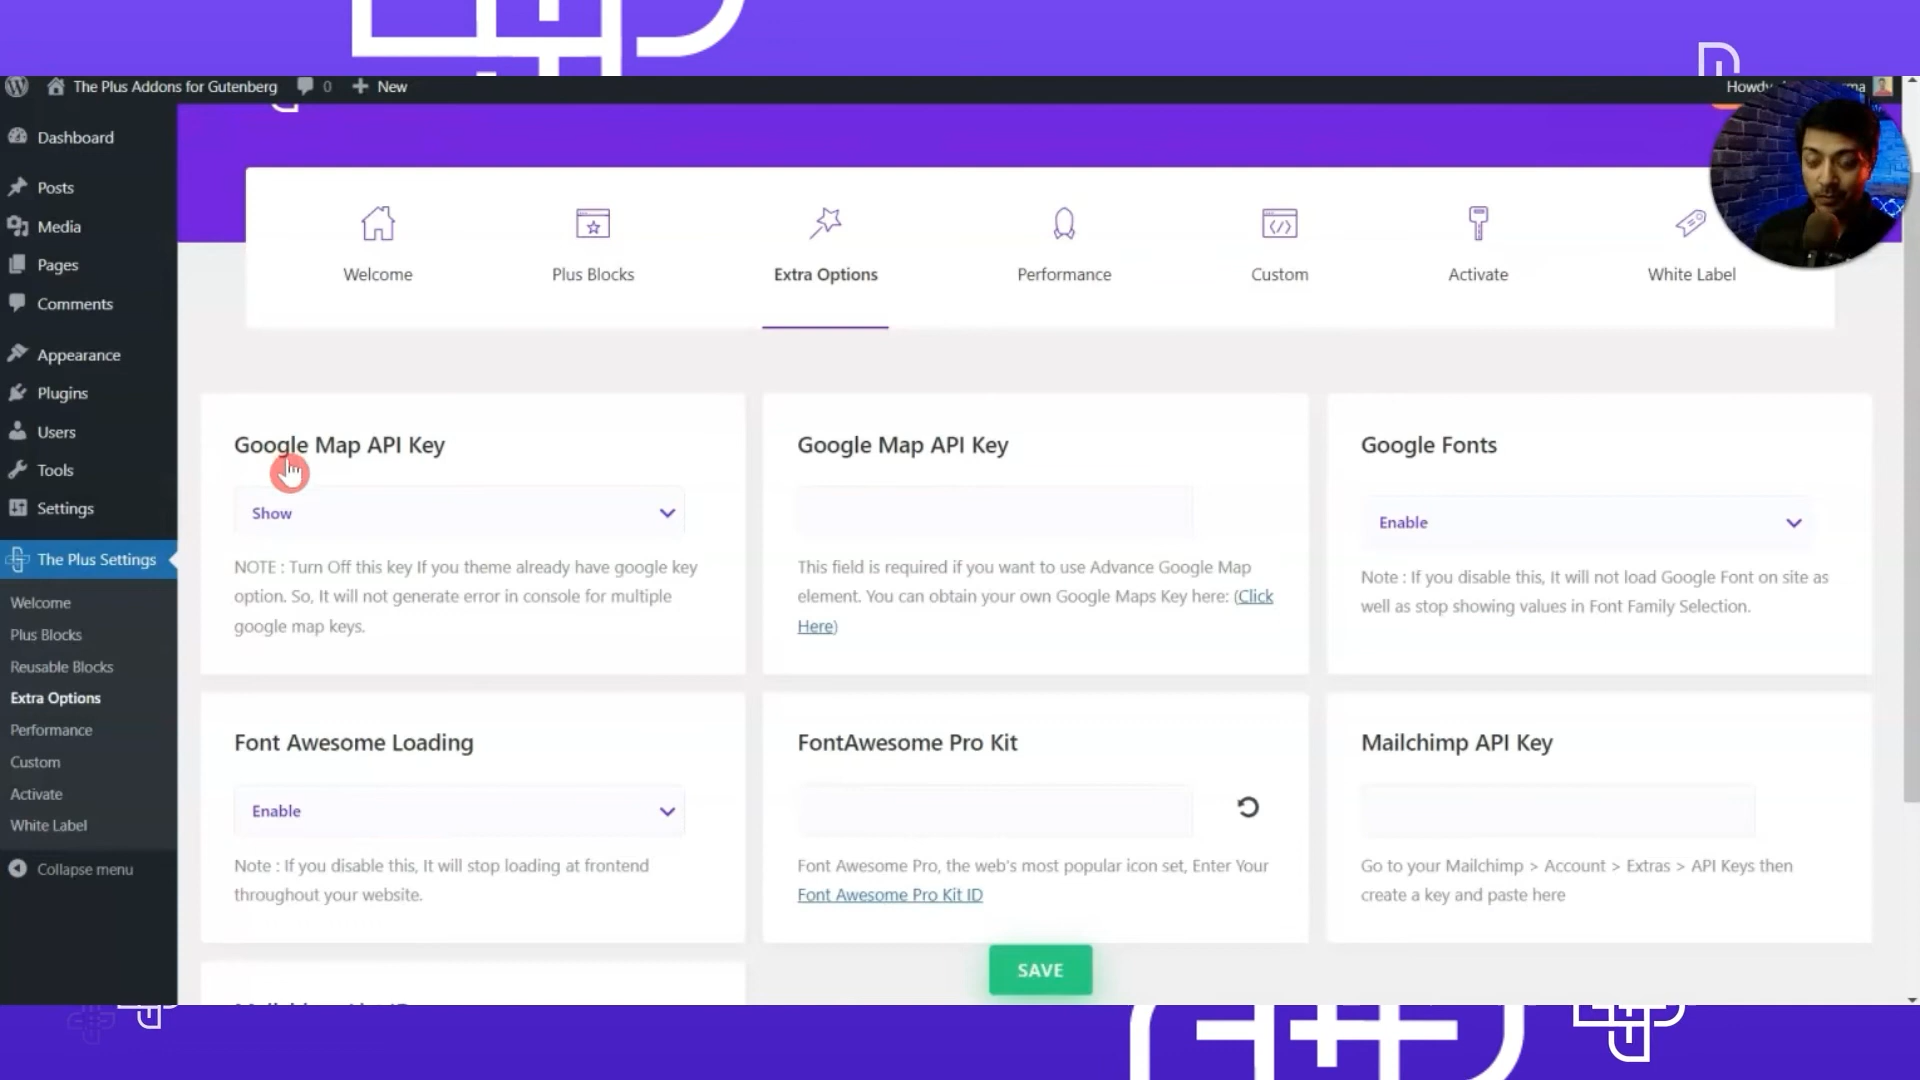 The Plus Addons for Gutenberg
0
New
Howdy
ma
Dashboard
Posts
Media
Pages
Comments
Appearance
Plugins
Users
Tools
Settings
The Plus Settings
Welcome
Plus Blocks
Reusable Blocks
Extra Options
Performance
Custom
Activate
White Label
Collapse menu
Welcome
Plus Blocks
Extra Options
Performance
Custom
Activate
White Label
Google Map API Key
Show
NOTE : Turn Off this key If you theme already have google key
option. So, It will not generate error in console for multiple
google map keys.
Google Map API Key
This field is required if you want to use Advance Google Map
element. You can obtain your own Google Maps Key here: (Click
Here)
Google Fonts
Enable
Note : If you disable this, It will not load Google Font on site as
well as stop showing values in Font Family Selection.
Font Awesome Loading
Enable
Note : If you disable this, It will stop loading at frontend
throughout your website.
FontAwesome Pro Kit
Font Awesome Pro, the web's most popular icon set, Enter Your
Font Awesome Pro Kit ID
Mailchimp API Key
Go to your Mailchimp > Account > Extras > API Keys then
create a key and paste here
SAVE